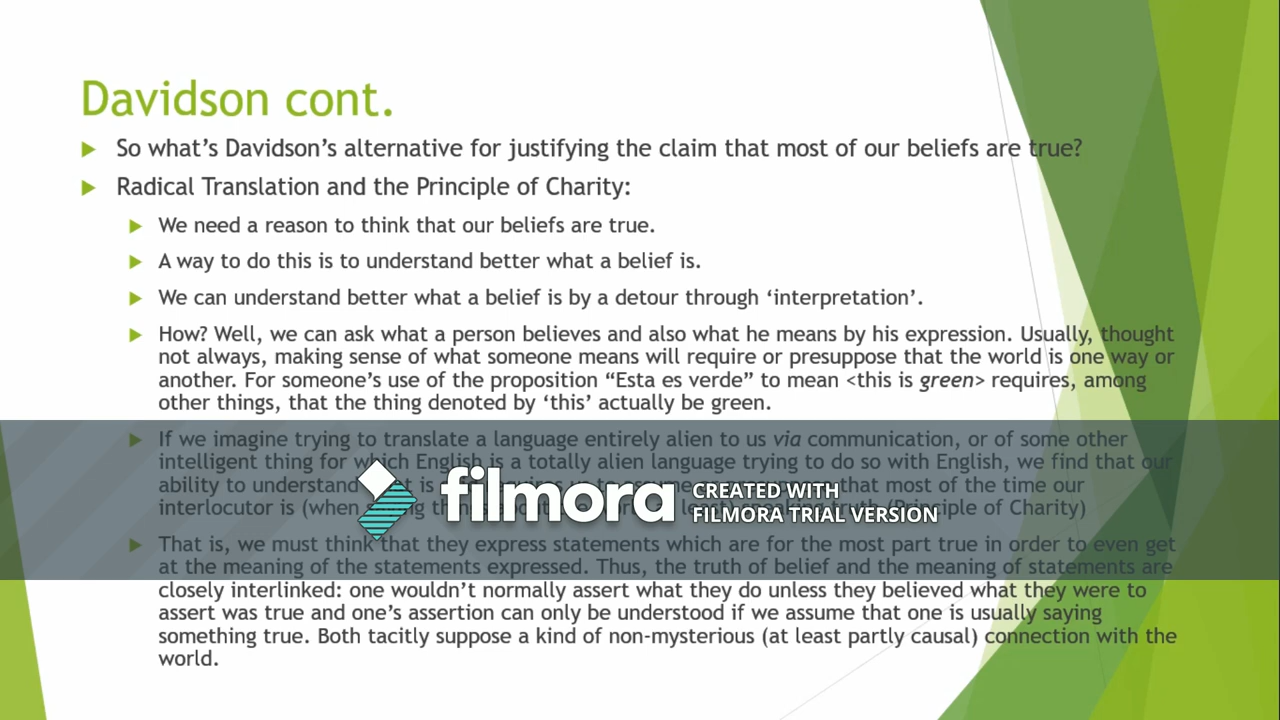 Davidson cont.
So what's Davidson's alternative for justifying the claim that most of our beliefs are true?
Radical Translation and the Principle of Charity:
We need a reason to think that our beliefs are true.
A way to do this is to understand better what a belief is.
We can understand better what a belief is by a detour through ‘interpretation’.
How? Well, we can ask what a person believes and also what he means by his expression. Usually, thought
not always, making sense of what someone means will require or presuppose that the world is one way or
another. For someone's use of the proposition “Esta es verde” to mean <this is green> requires, among
other things, that the thing denoted by ‘this’ actually be green.
If we imagine trying to translate a language entirely alien to us via communication, or of some other
intelligent thing for which English is a totally alien language trying to do so with English, we find that our
ability to understand is that most of the time our
interlocutor is (when Principle of Charity)
filmora
CREATED WITH
FILMORA TRIAL VERSION
That is, we must think that they express statements which are for the most part true in order to even get
at the meaning of the statements expressed. Thus, the truth of belief and the meaning of statements are
closely interlinked: one wouldn't normally assert what they do unless they believed what they were to
assert was true and one's assertion can only be understood if we assume that one is usually saying
something true. Both tacitly suppose a kind of non-mysterious (at least partly causal) connection with the
world.